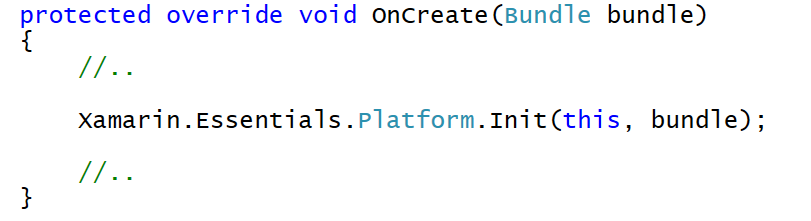 protected override void OnCreate(Bundle bundle)
{
    //..
    Xamarin.Essentials.Platform.Init(this, bundle);
    //..
}